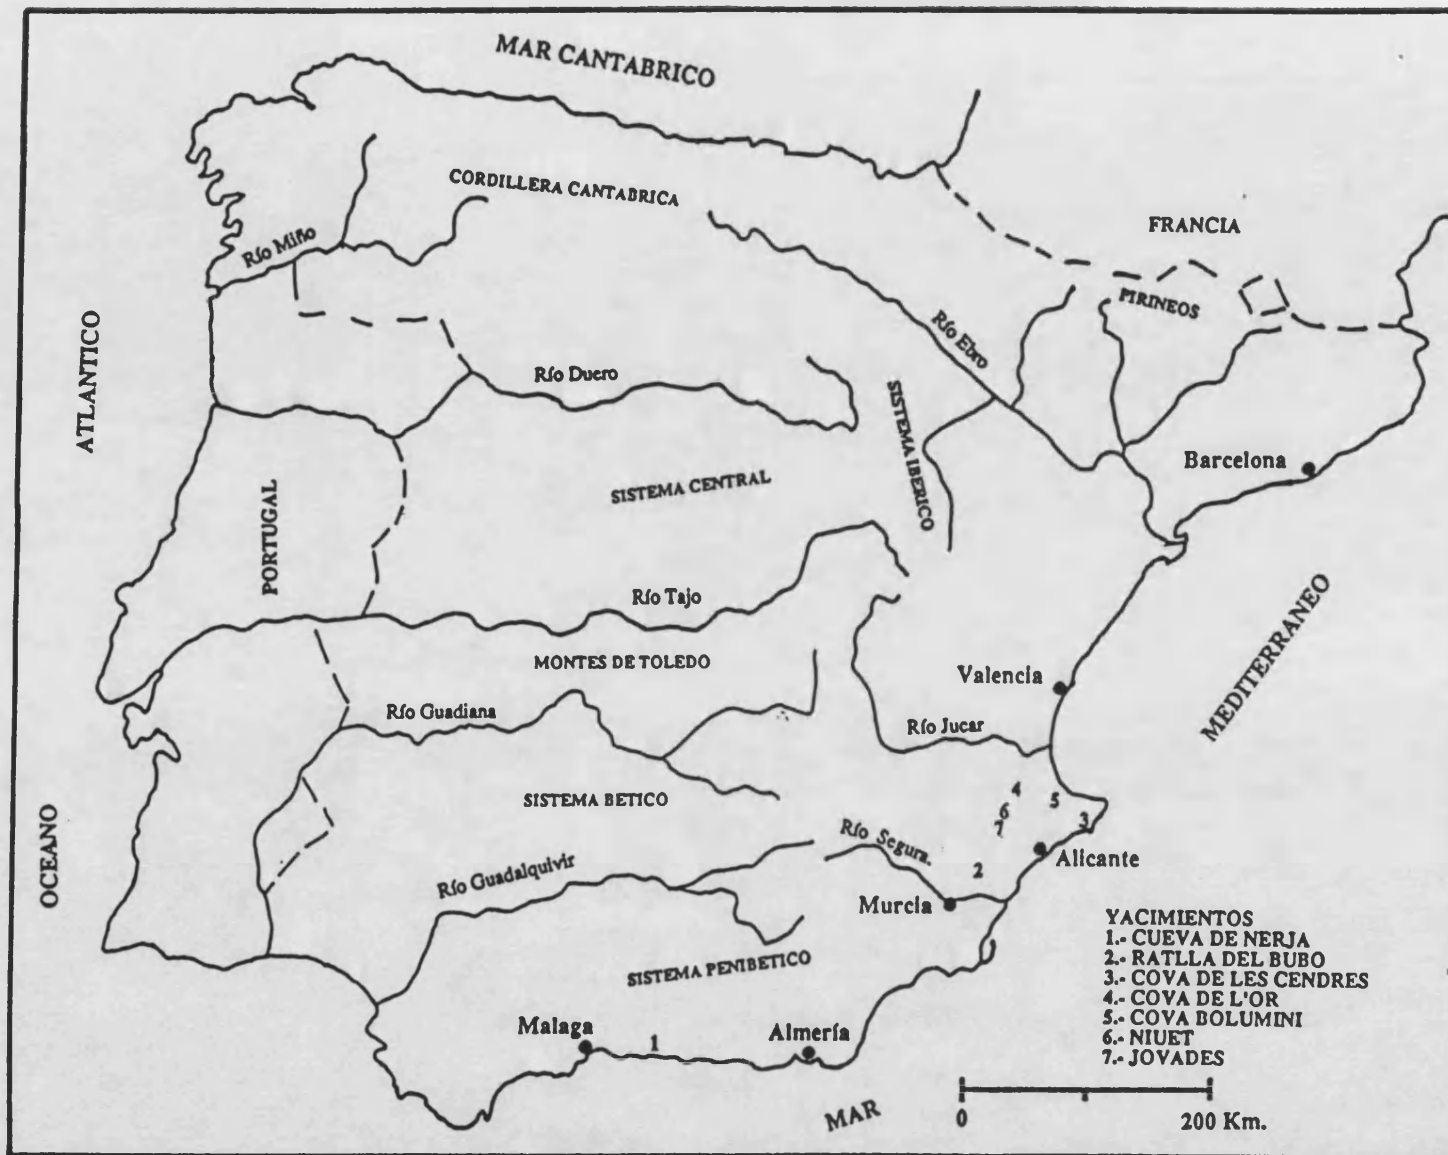 MAR CANTABRICO
CORDILLERA CANTABRICA
FRANCIA
Río Miño
PIRINEOS
Río Ebro
ATLANTICO
Río Duero
SISTEMA IBERICO
Barcelona
SISTEMA CENTRAL
PORTUGAL
Río Tajo
MEDITERRANEO
MONTES DE TOLEDO
Valencia
Río Guadiana
Río Jucar
4
5
SISTEMA BETICO
6
3
7
OCEANO
Río Segura.
Alicante
2
Río Guadalquivir
Murcia
YACIMIENTOS
1.- CUEVA DE NERJA
2.- RATLLA DEL BUBO
3.- COVA DE LES CENDRES
4.- COVA DE L'OR
5.- COVA BOLUMINI
6.- NIUET
7.- JOVADES
SISTEMA PENIBETICO
Malaga
1
Almería
MAR
0
200 Km.